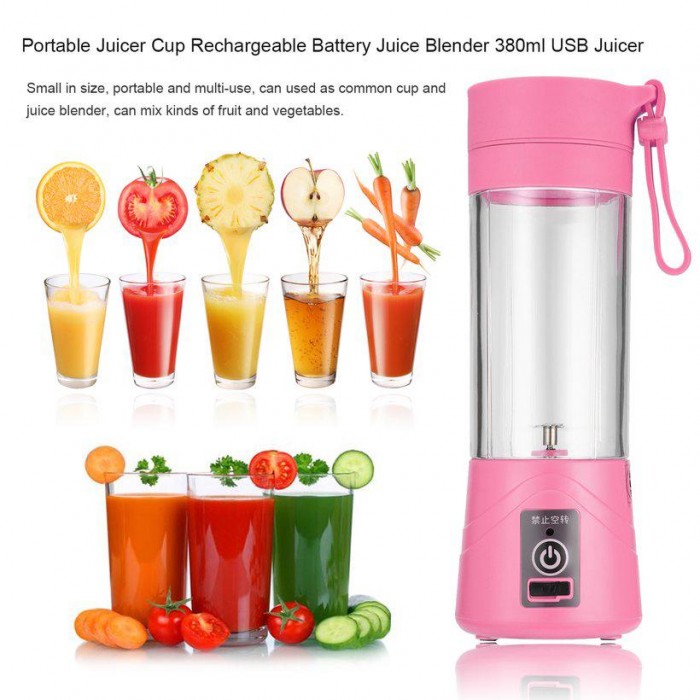 Portable Juicer Cup Rechargeable Battery Juice Blender 380ml USB Juicer
Small in size, portable and multi-use, can used as common cup and
juice blender, can mix kinds of fruit and vegetables.
禁止空转